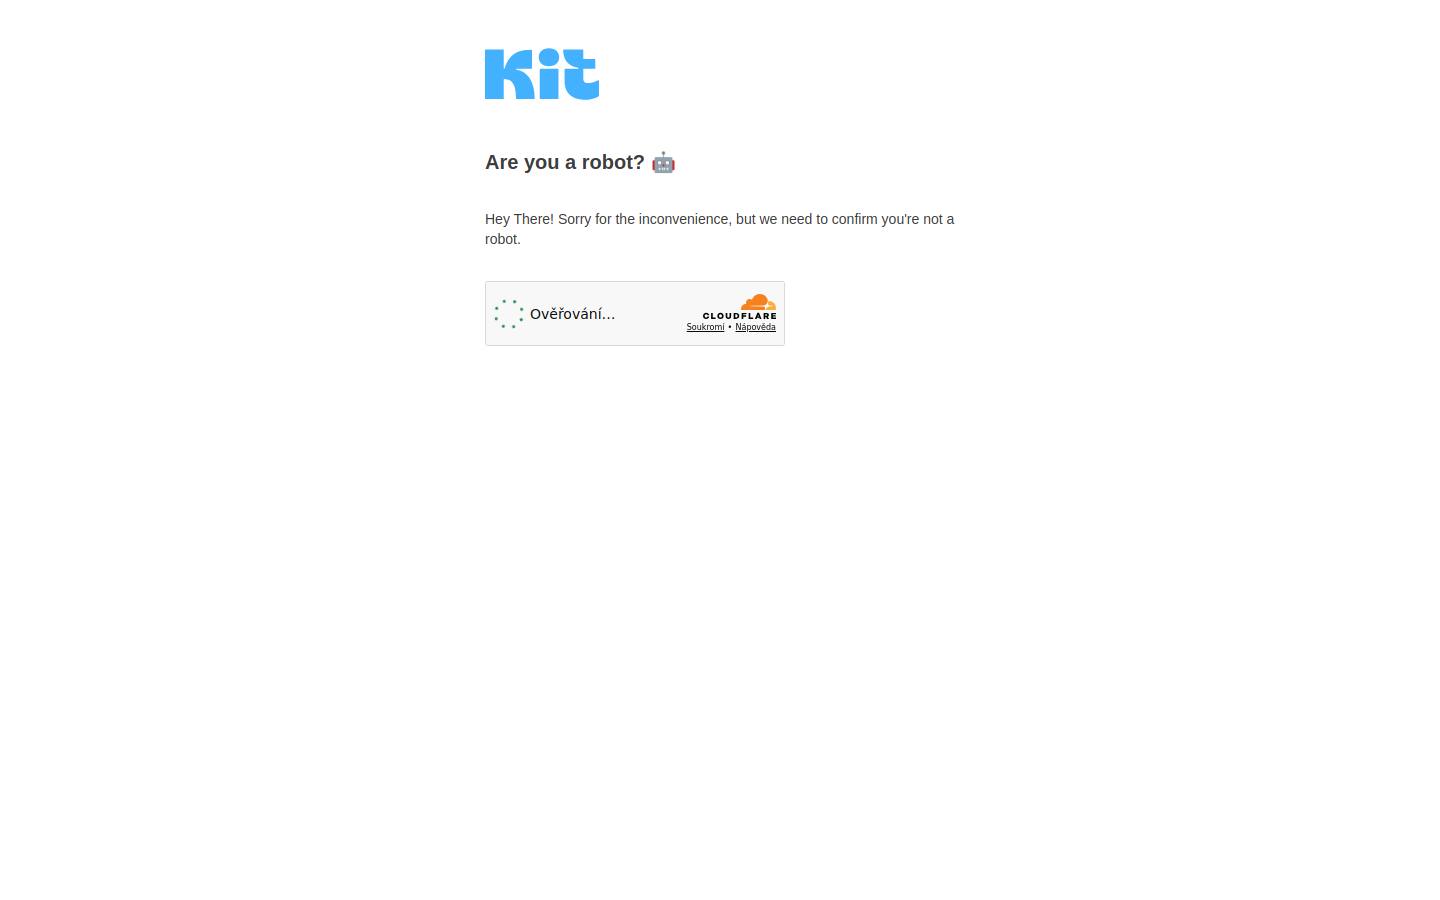 Kit
Are you a robot? 🤖
Hey There! Sorry for the inconvenience, but we need to confirm you're not a
robot.
Ověřování...
CLOUDFLARE
Soukromí • Nápověda